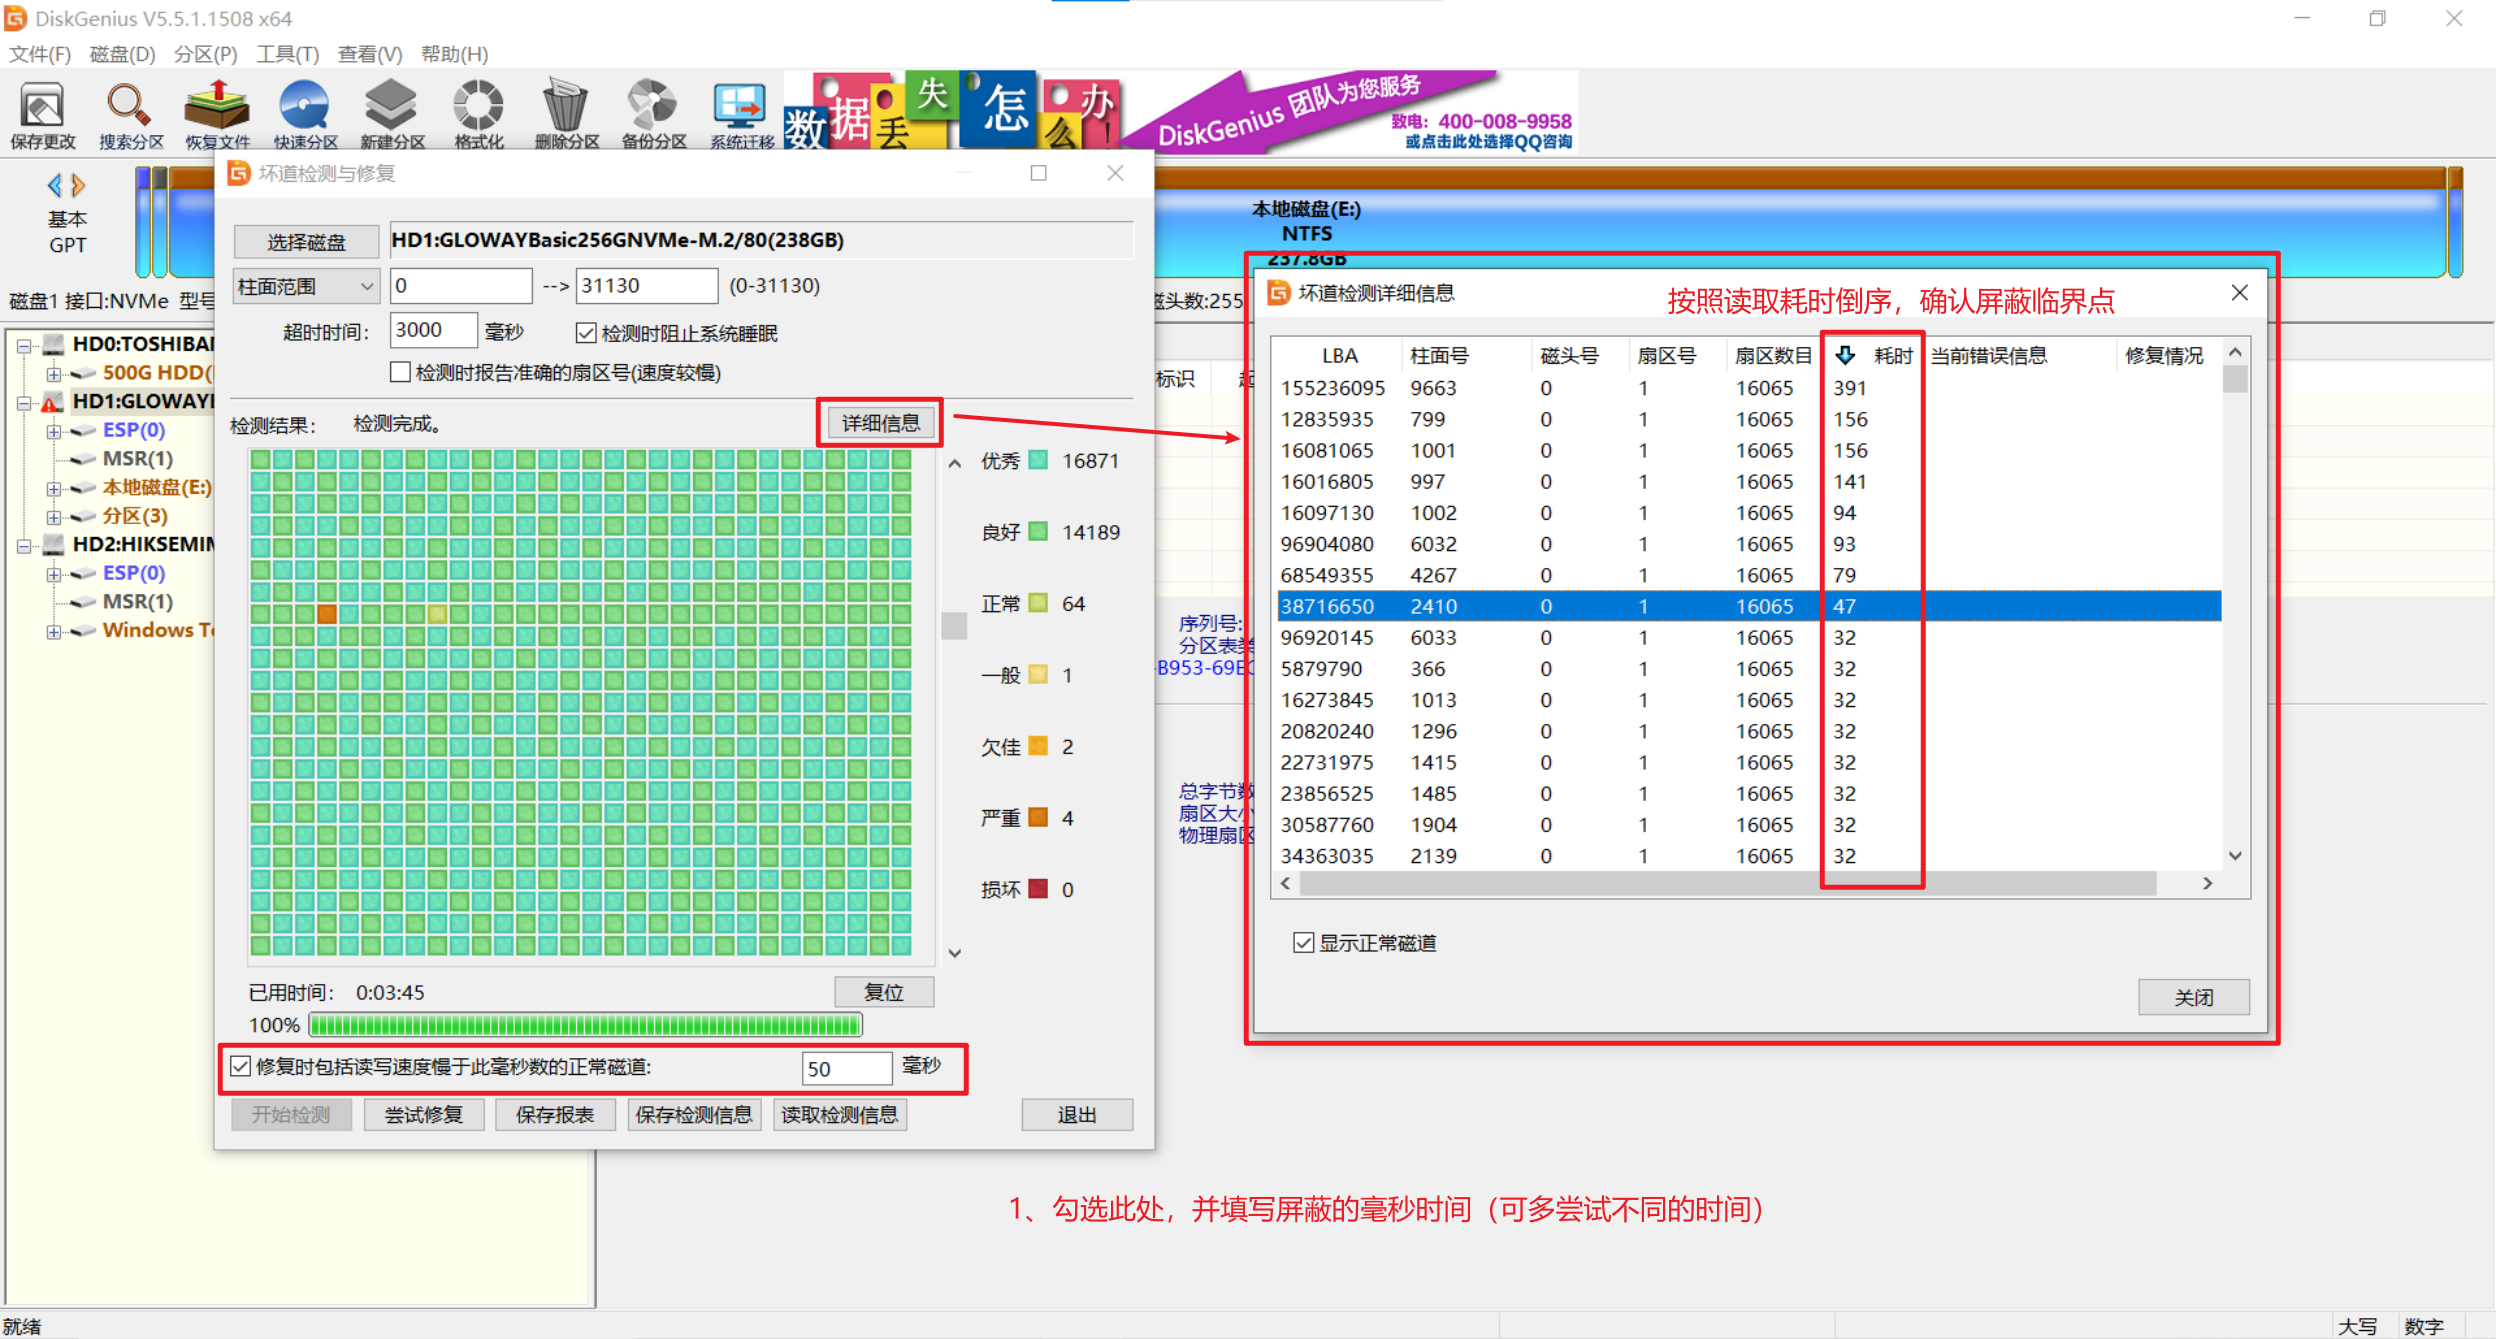 DiskGenius V5.5.1.1508 x64
文件(F) 磁盘(D) 分区(P) 工具(T) 查看(V) 帮助(H)
保存更改 搜索分区 恢复文件 快速分区 新建分区 格式化 删除分区 备份分区 系统迁移
数据丢失怎么办!
DiskGenius 团队为您服务
致电：400-008-9958
或点击此处选择QQ咨询
基本
GPT
本地磁盘(E:)
NTFS
237.8GB
磁盘1 接口:NVMe 型号
磁头数:255
HD0:TOSHIBA
500G HDD(
HD1:GLOWAY
ESP(0)
MSR(1)
本地磁盘(E:)
分区(3)
HD2:HIKSEMI
ESP(0)
MSR(1)
Windows T
坏道检测与修复
选择磁盘 HD1:GLOWAYBasic256GNVMe-M.2/80(238GB)
柱面范围 0 --> 31130 (0-31130)
超时时间: 3000 毫秒 检测时阻止系统睡眠
检测时报告准确的扇区号(速度较慢)
检测结果: 检测完成。 详细信息
优秀 16871
良好 14189
正常 64
一般 1
欠佳 2
严重 4
损坏 0
已用时间: 0:03:45 复位
100%
修复时包括读写速度慢于此毫秒数的正常磁道: 50 毫秒
开始检测 尝试修复 保存报表 保存检测信息 读取检测信息 退出
标识
序列号:
分区表类
-B953-69EC
总字节数
扇区大小
物理扇区
坏道检测详细信息
按照读取耗时倒序，确认屏蔽临界点
LBA 柱面号 磁头号 扇区号 扇区数目 耗时 当前错误信息 修复情况
155236095 9663 0 1 16065 391
12835935 799 0 1 16065 156
16081065 1001 0 1 16065 156
16016805 997 0 1 16065 141
16097130 1002 0 1 16065 94
96904080 6032 0 1 16065 93
68549355 4267 0 1 16065 79
38716650 2410 0 1 16065 47
96920145 6033 0 1 16065 32
5879790 366 0 1 16065 32
16273845 1013 0 1 16065 32
20820240 1296 0 1 16065 32
22731975 1415 0 1 16065 32
23856525 1485 0 1 16065 32
30587760 1904 0 1 16065 32
34363035 2139 0 1 16065 32
显示正常磁道
关闭
1、勾选此处，并填写屏蔽的毫秒时间（可多尝试不同的时间）
就绪
大写 数字